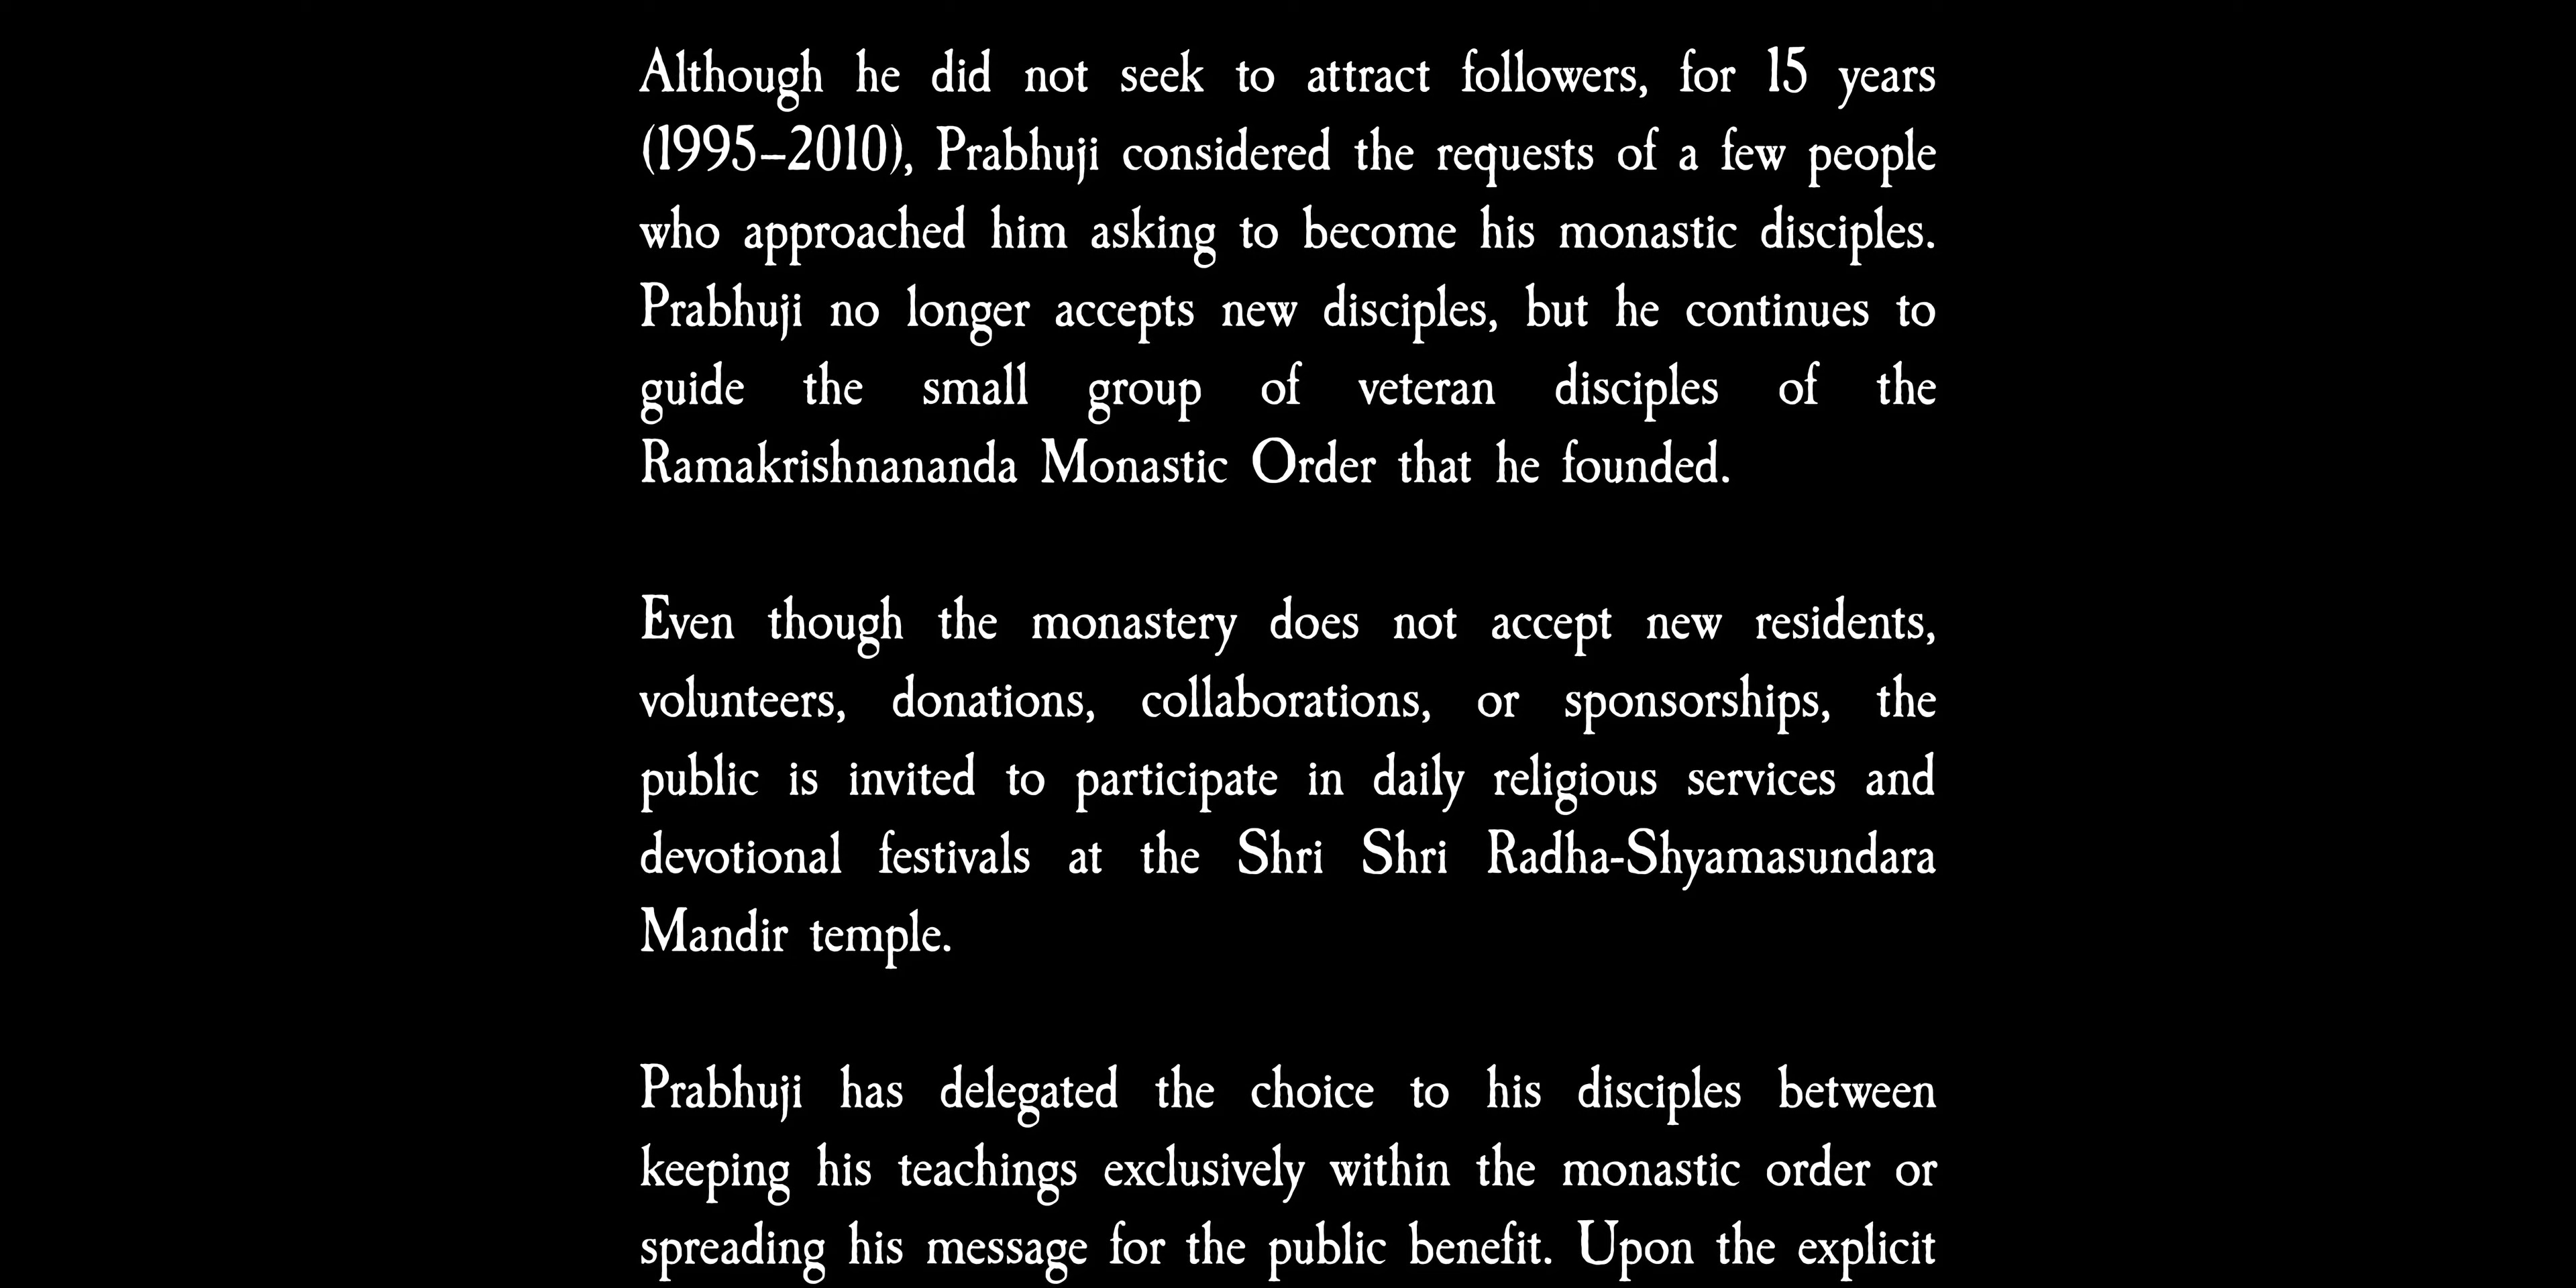 Although he did not seek to attract followers, for 15 years
(1995–2010), Prabhuji considered the requests of a few people
who approached him asking to become his monastic disciples.
Prabhuji no longer accepts new disciples, but he continues to
guide the small group of veteran disciples of the
Ramakrishnananda Monastic Order that he founded.
Even though the monastery does not accept new residents,
volunteers, donations, collaborations, or sponsorships, the
public is invited to participate in daily religious services and
devotional festivals at the Shri Shri Radha-Shyamasundara
Mandir temple.
Prabhuji has delegated the choice to his disciples between
keeping his teachings exclusively within the monastic order or
spreading his message for the public benefit. Upon the explicit